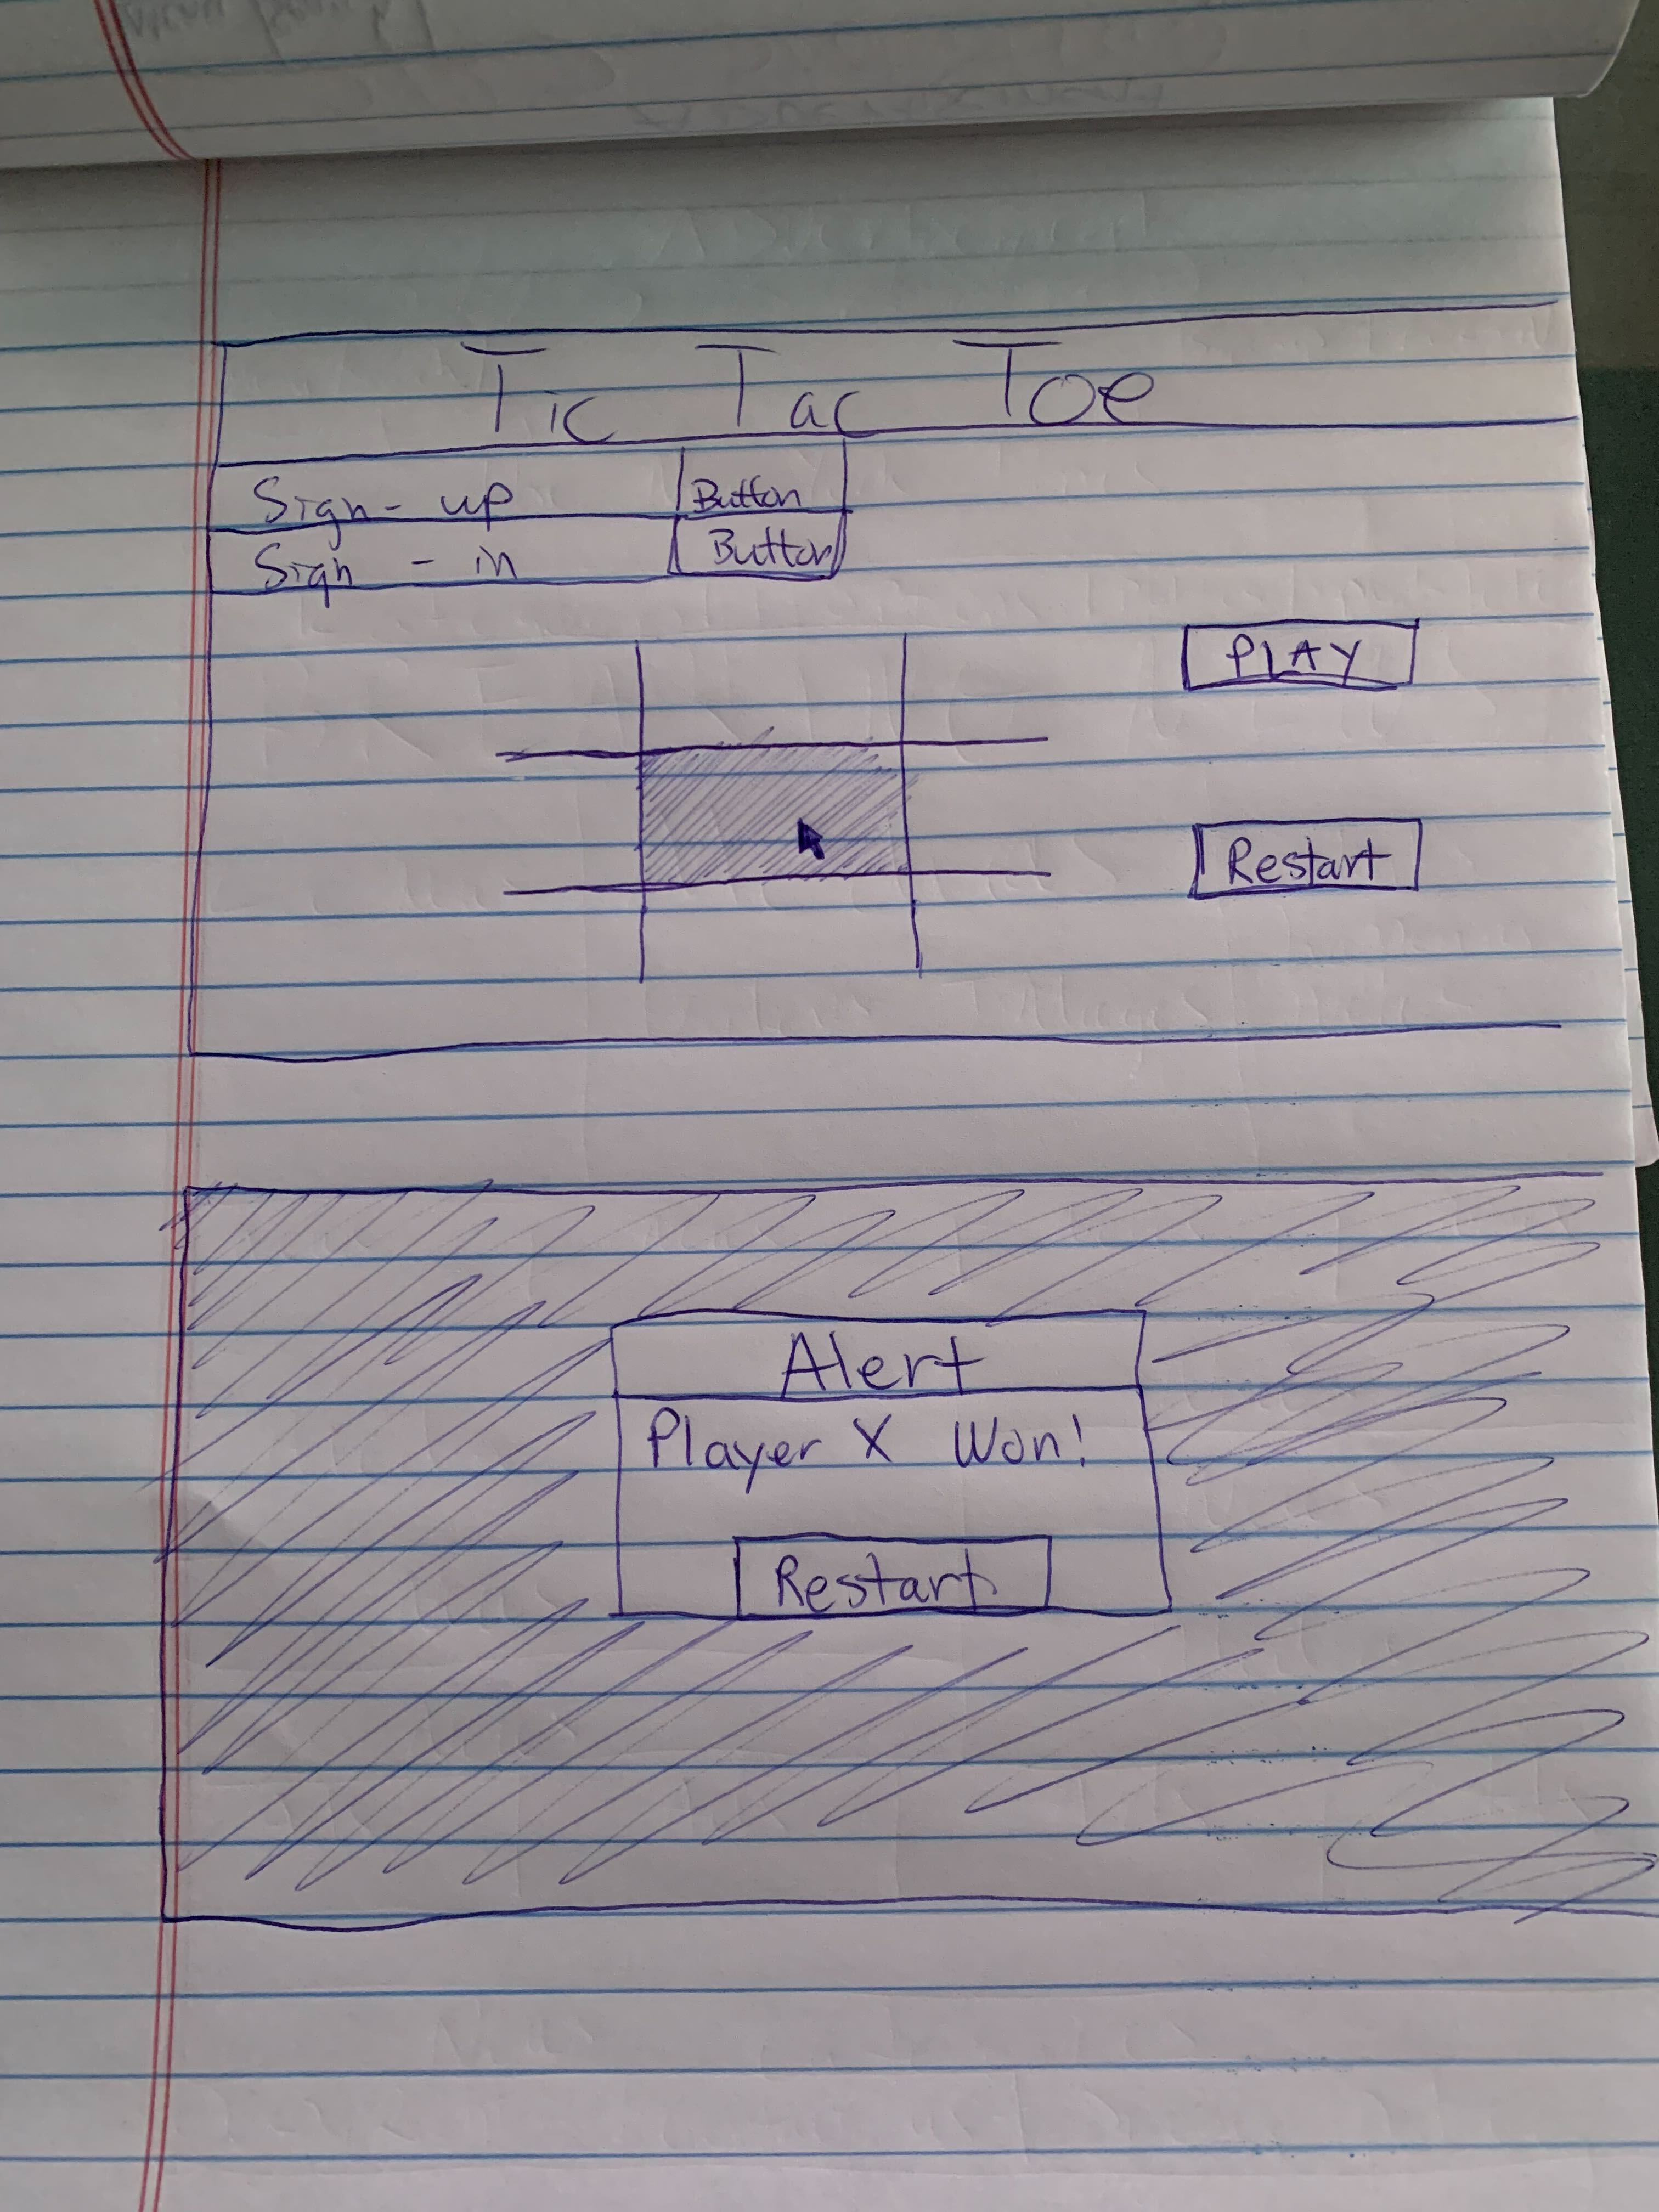 Tic Tac Toe
Sign-up Button
Sign-in Button
PLAY
Restart
Alert
Player X Won!
Restart